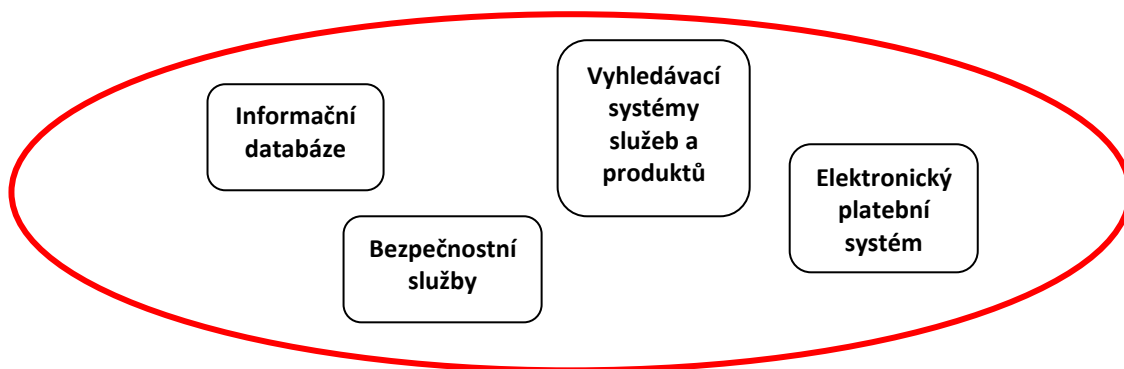 Informační
databáze
Vyhledávací
systémy
služeb a
produktů
Elektronický
platební
systém
Bezpečnostní
služby